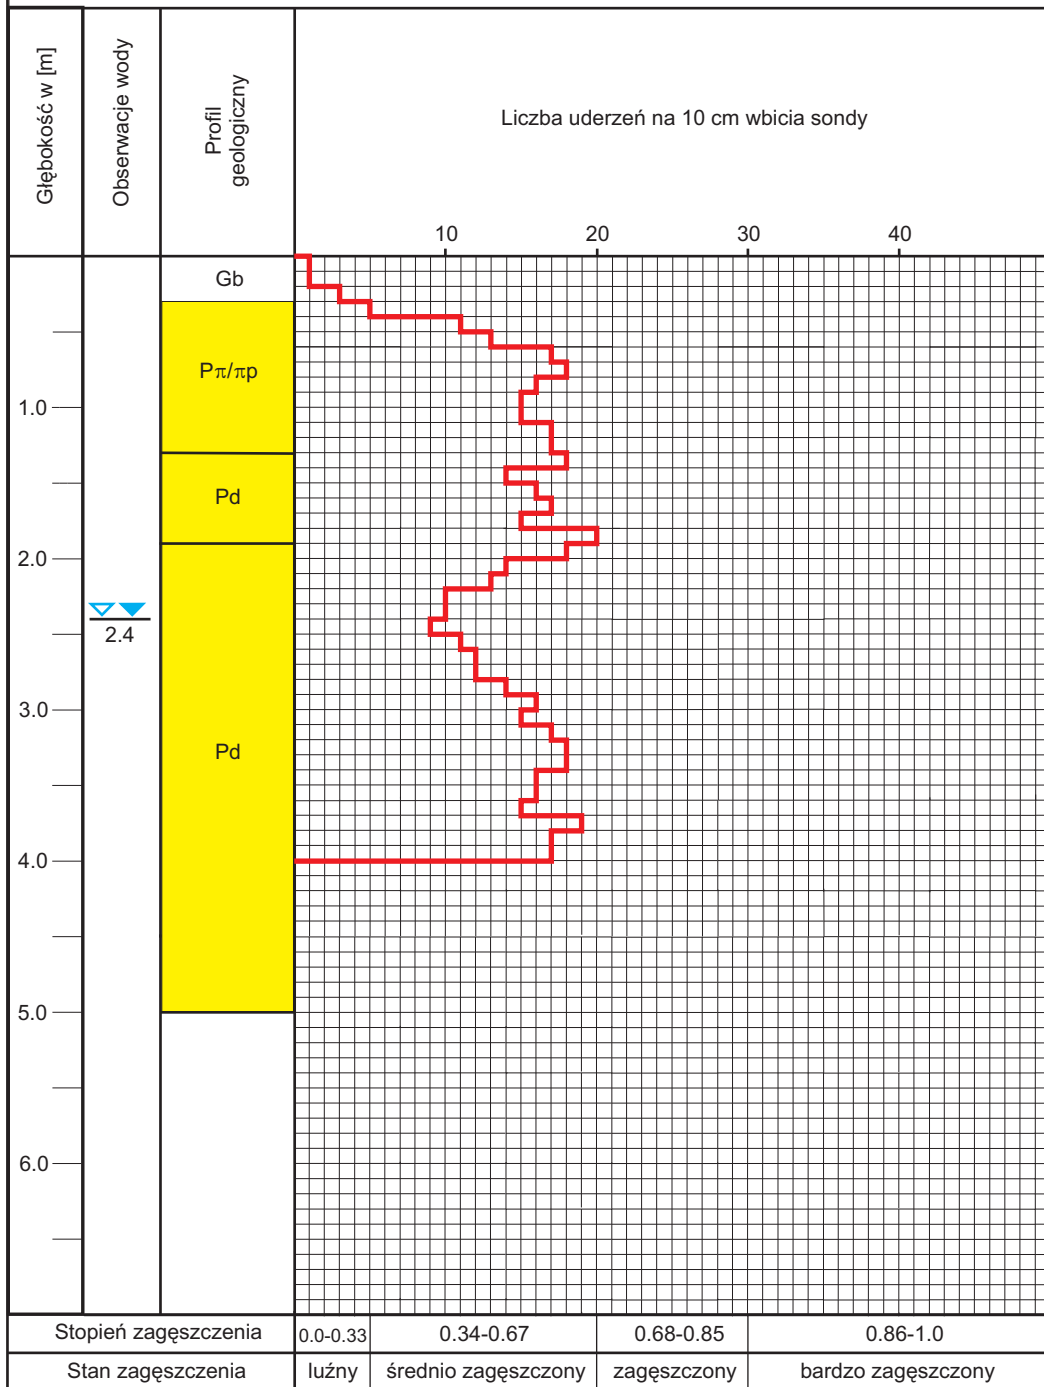 Głębokość w [m]
Obserwacje wody
Profil
geologiczny
Liczba uderzeń na 10 cm wbicia sondy
10
20
30
40
Gb
Pπ/πp
1.0
Pd
2.0
2.4
3.0
Pd
4.0
5.0
6.0
Stopień zagęszczenia
0.0-0.33
0.34-0.67
0.68-0.85
0.86-1.0
Stan zagęszczenia
luźny
średnio zagęszczony
zagęszczony
bardzo zagęszczony